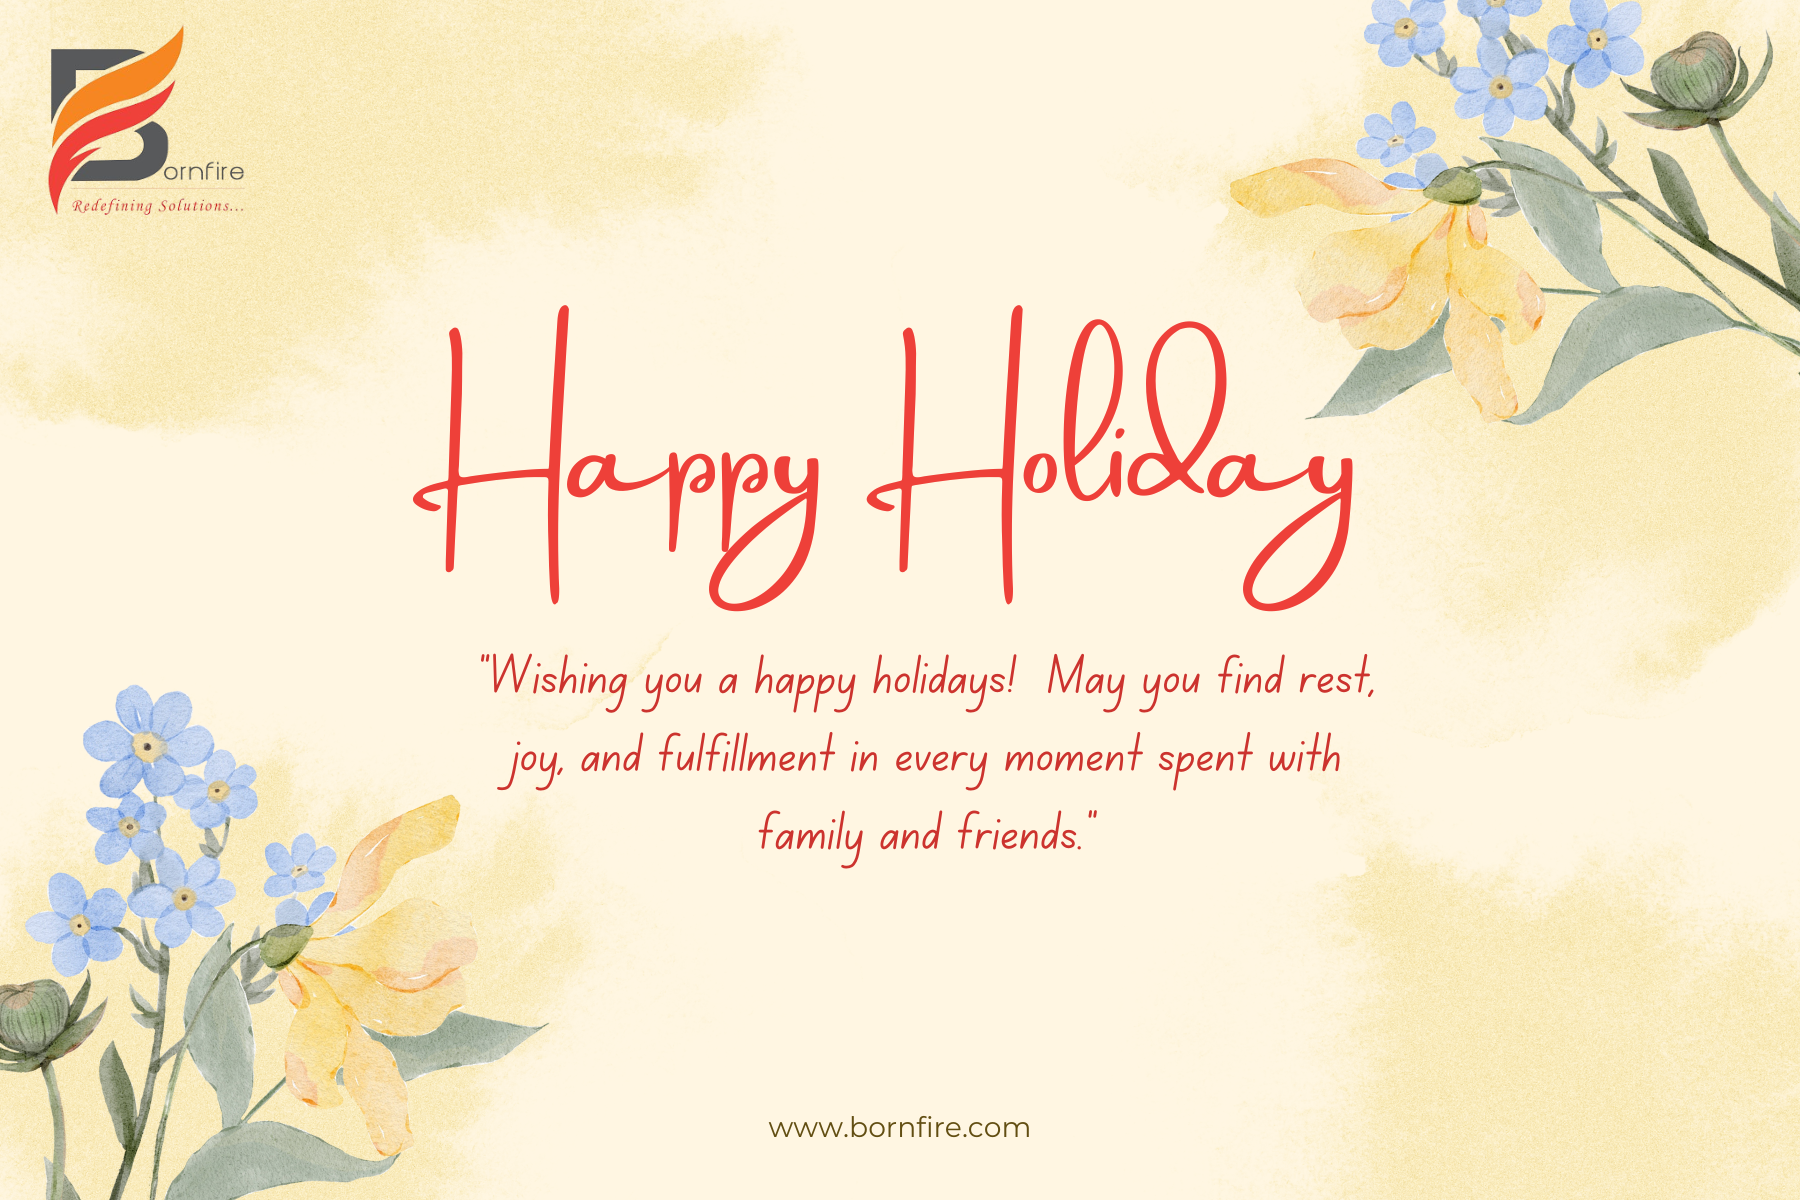 Bornfire
Redefining Solutions...
Happy Holiday
"Wishing you a happy holidays! May you find rest,
joy, and fulfillment in every moment spent with
family and friends."
www.bornfire.com